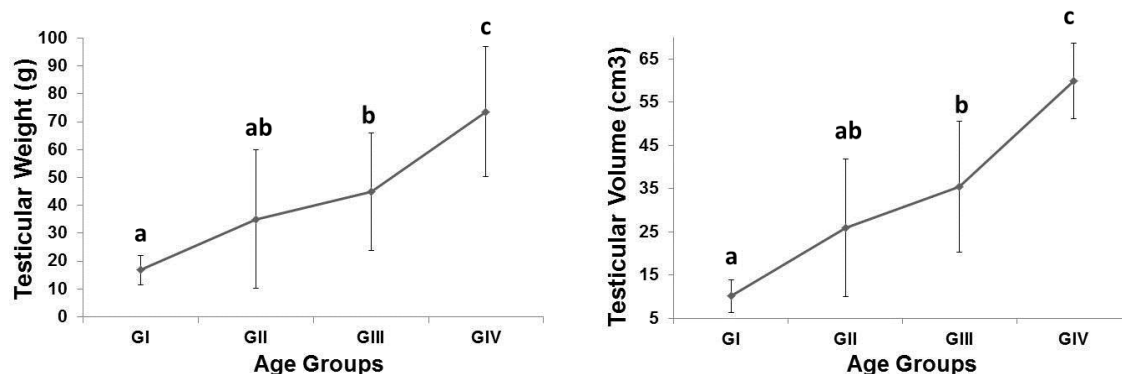 Testicular Weight (g)
100
90
80
70
60
50
40
30
20
10
0
a
ab
b
c
GI
GII
GIII
GIV
Age Groups
Testicular Volume (cm3)
65
55
45
35
25
15
5
a
ab
b
c
GI
GII
GIII
GIV
Age Groups